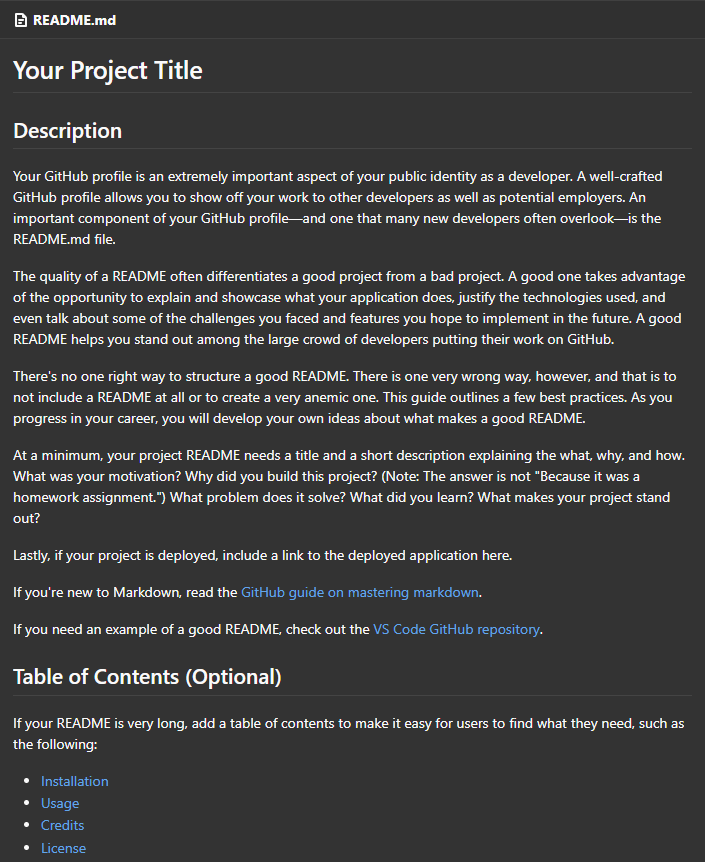 README.md
Your Project Title
Description
Your GitHub profile is an extremely important aspect of your public identity as a developer. A well-crafted
GitHub profile allows you to show off your work to other developers as well as potential employers. An
important component of your GitHub profile—and one that many new developers often overlook—is the
README.md file.
The quality of a README often differentiates a good project from a bad project. A good one takes advantage
of the opportunity to explain and showcase what your application does, justify the technologies used, and
even talk about some of the challenges you faced and features you hope to implement in the future. A good
README helps you stand out among the large crowd of developers putting their work on GitHub.
There's no one right way to structure a good README. There is one very wrong way, however, and that is to
not include a README at all or to create a very anemic one. This guide outlines a few best practices. As you
progress in your career, you will develop your own ideas about what makes a good README.
At a minimum, your project README needs a title and a short description explaining the what, why, and how.
What was your motivation? Why did you build this project? (Note: The answer is not "Because it was a
homework assignment.") What problem does it solve? What did you learn? What makes your project stand
out?
Lastly, if your project is deployed, include a link to the deployed application here.
If you're new to Markdown, read the GitHub guide on mastering markdown.
If you need an example of a good README, check out the VS Code GitHub repository.
Table of Contents (Optional)
If your README is very long, add a table of contents to make it easy for users to find what they need, such as
the following:
• Installation
• Usage
• Credits
• License